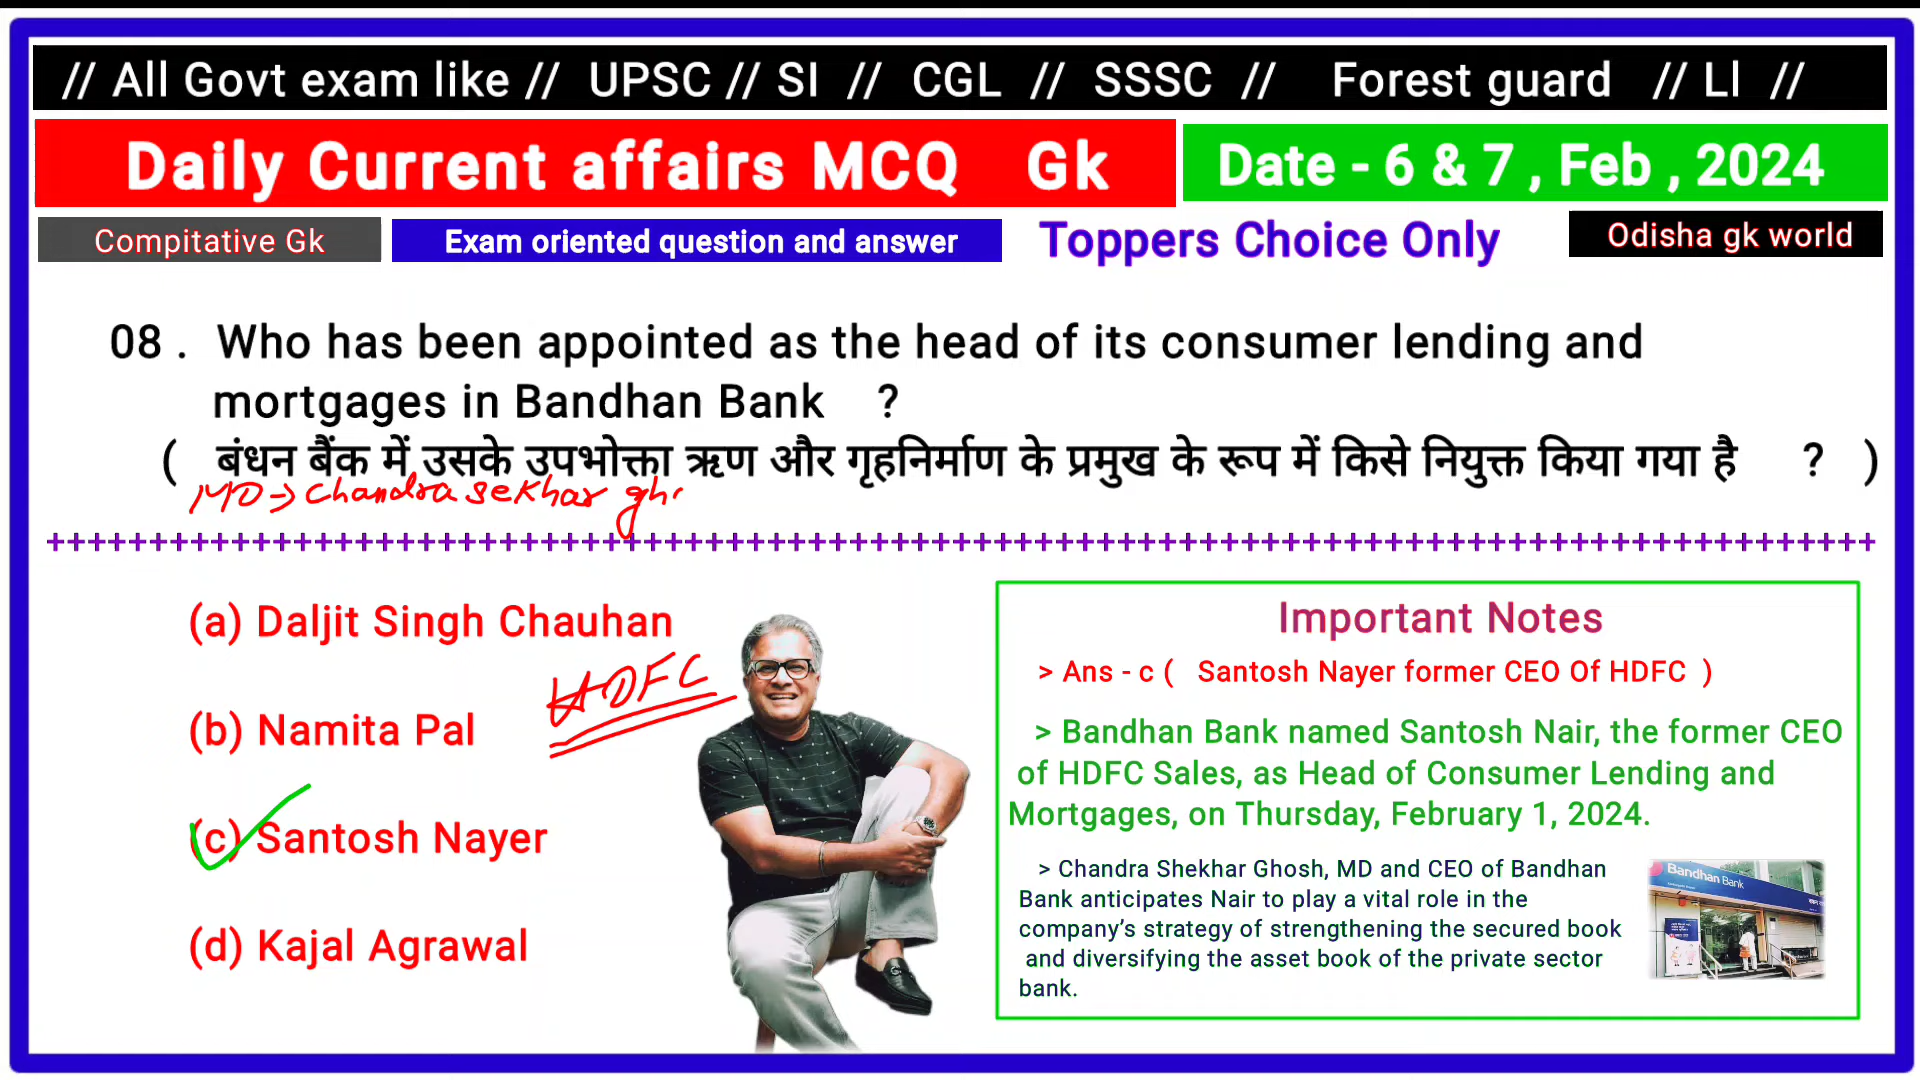 // All Govt exam like // UPSC // SI // CGL // SSSC // Forest guard // Ll //
Daily Current affairs MCQ Gk
Date - 6 & 7 , Feb , 2024
Compitative Gk
Exam oriented question and answer
Toppers Choice Only
Odisha gk world
08 . Who has been appointed as the head of its consumer lending and
mortgages in Bandhan Bank ?
( बंधन बैंक में उसके उपभोक्ता ऋण और गृहनिर्माण के प्रमुख के रूप में किसे नियुक्त किया गया है ? )
MD → Chandra sekhar gh
+++++++++++++++++++++++++++++++++++++++++++++++++++++++++++++++++++++++++++++++++++++++++
(a) Daljit Singh Chauhan
HDFC
(b) Namita Pal
(c) Santosh Nayer
(d) Kajal Agrawal
Important Notes
> Ans - c ( Santosh Nayer former CEO Of HDFC )
> Bandhan Bank named Santosh Nair, the former CEO
of HDFC Sales, as Head of Consumer Lending and
Mortgages, on Thursday, February 1, 2024.
> Chandra Shekhar Ghosh, MD and CEO of Bandhan
Bank anticipates Nair to play a vital role in the
company's strategy of strengthening the secured book
and diversifying the asset book of the private sector
bank.
Bandhan Bank